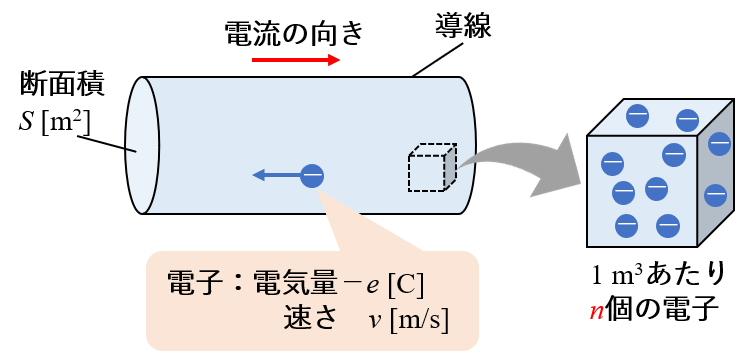 電流の向き
導線
断面積
S [m²]
電子：電気量－e [C]
速さ v [m/s]
1 m³あたり
n個の電子